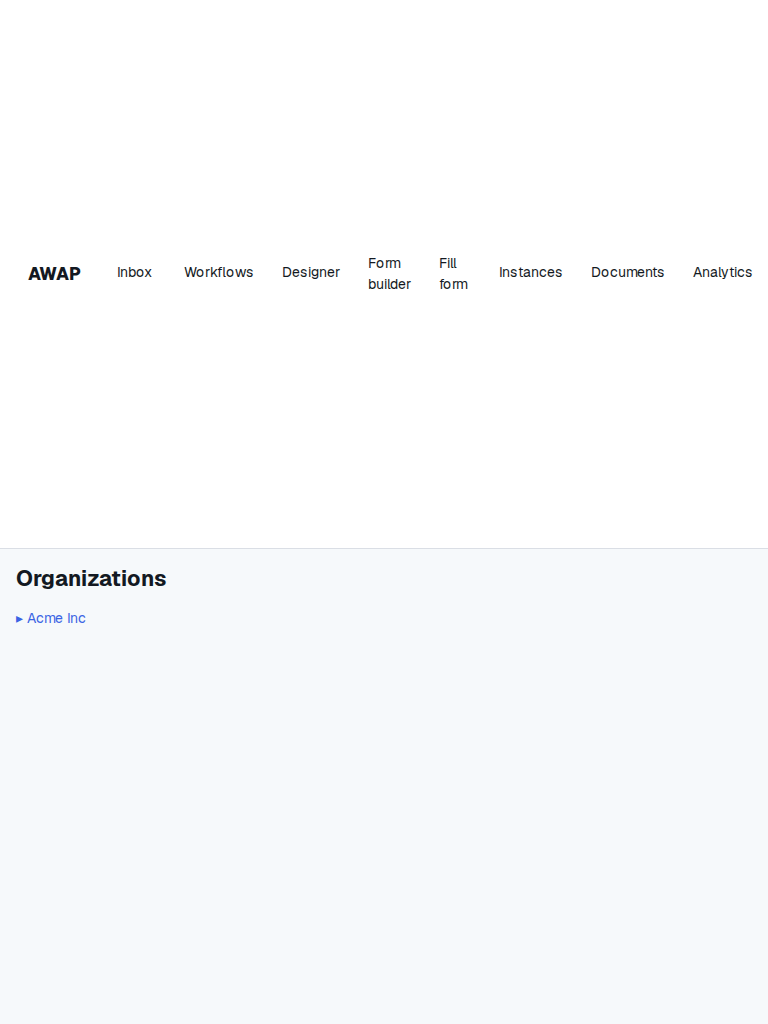 AWAP
Inbox
Workflows
Designer
Form
builder
Fill
form
Instances
Documents
Analytics
Organizations
▸ Acme Inc